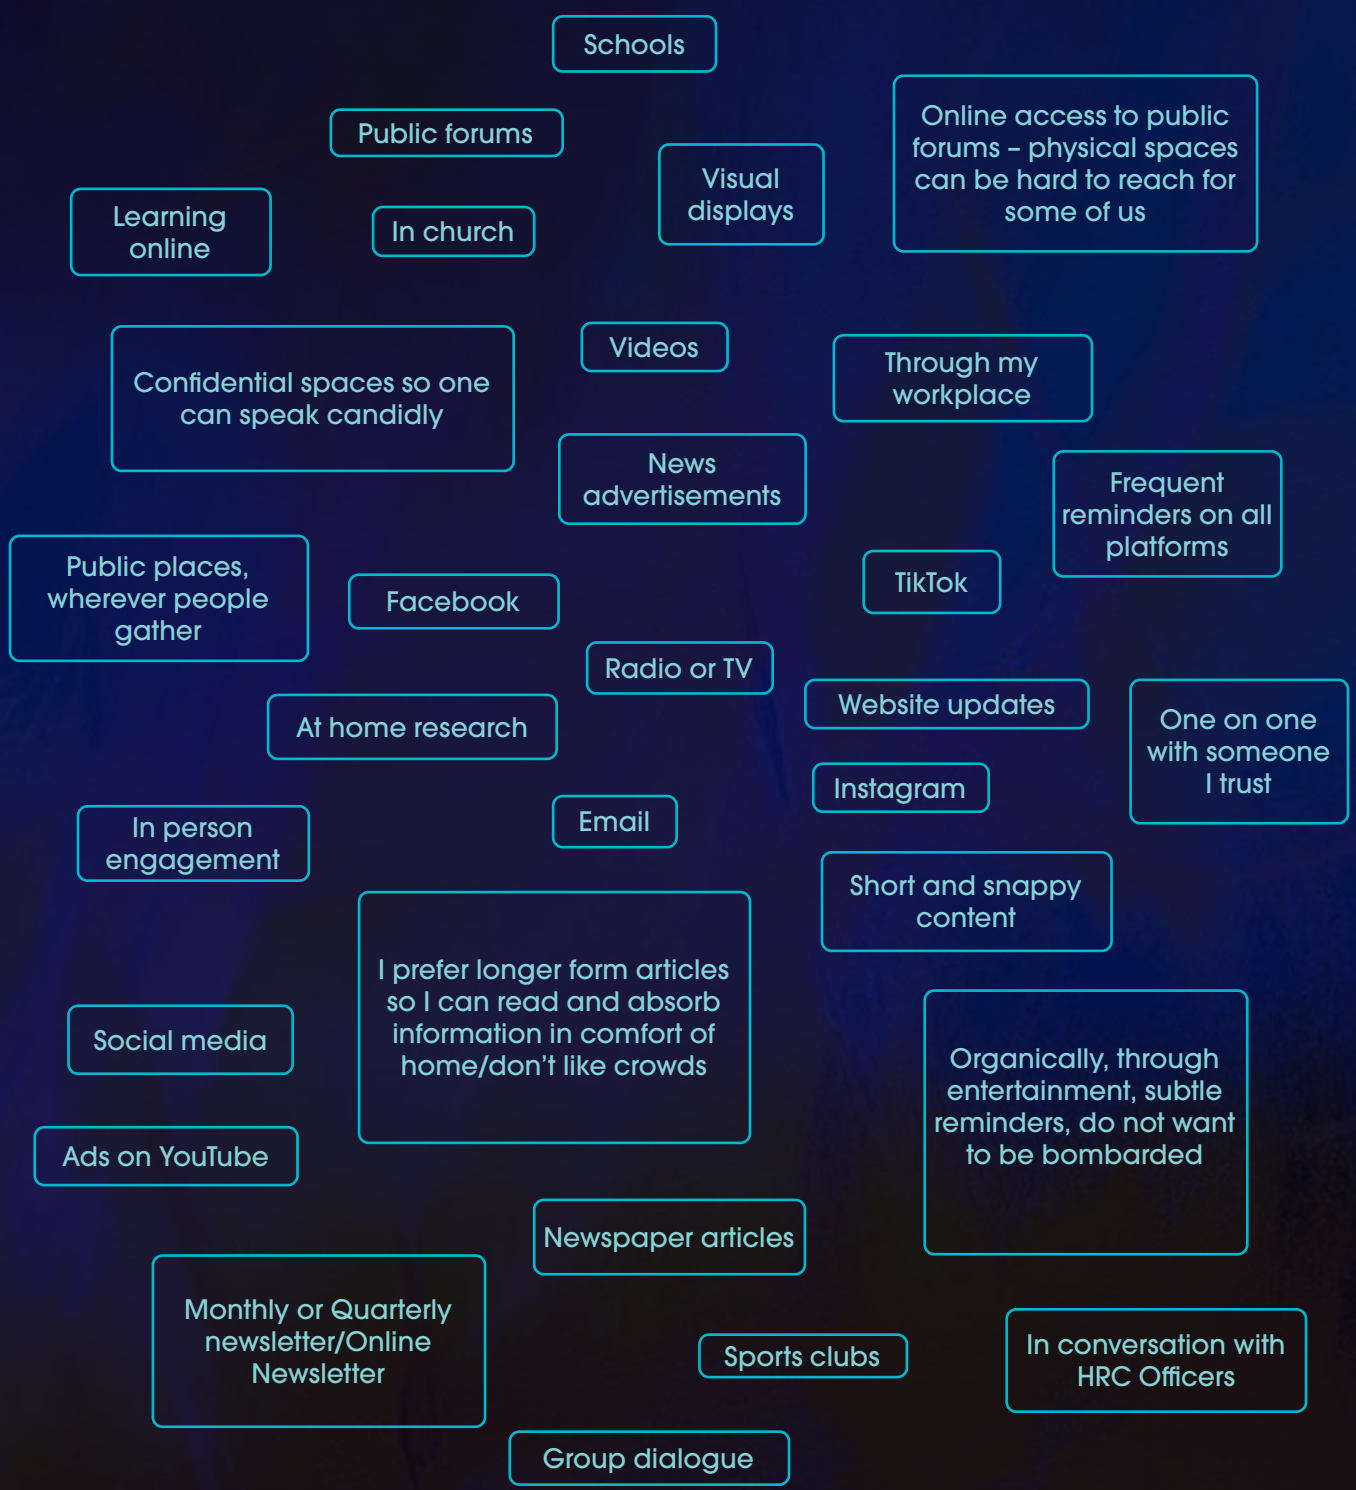 Schools
Online access to public
forums – physical spaces
can be hard to reach for
some of us
Public forums
Visual
displays
Learning
online
In church
Videos
Through my
workplace
Confidential spaces so one
can speak candidly
News
advertisements
Frequent
reminders on all
platforms
Public places,
wherever people
gather
Facebook
TikTok
Radio or TV
Website updates
One on one
with someone
I trust
At home research
Instagram
Email
In person
engagement
Short and snappy
content
I prefer longer form articles
so I can read and absorb
information in comfort of
home/don’t like crowds
Social media
Organically, through
entertainment, subtle
reminders, do not want
to be bombarded
Ads on YouTube
Newspaper articles
Monthly or Quarterly
newsletter/Online
Newsletter
Sports clubs
In conversation with
HRC Officers
Group dialogue